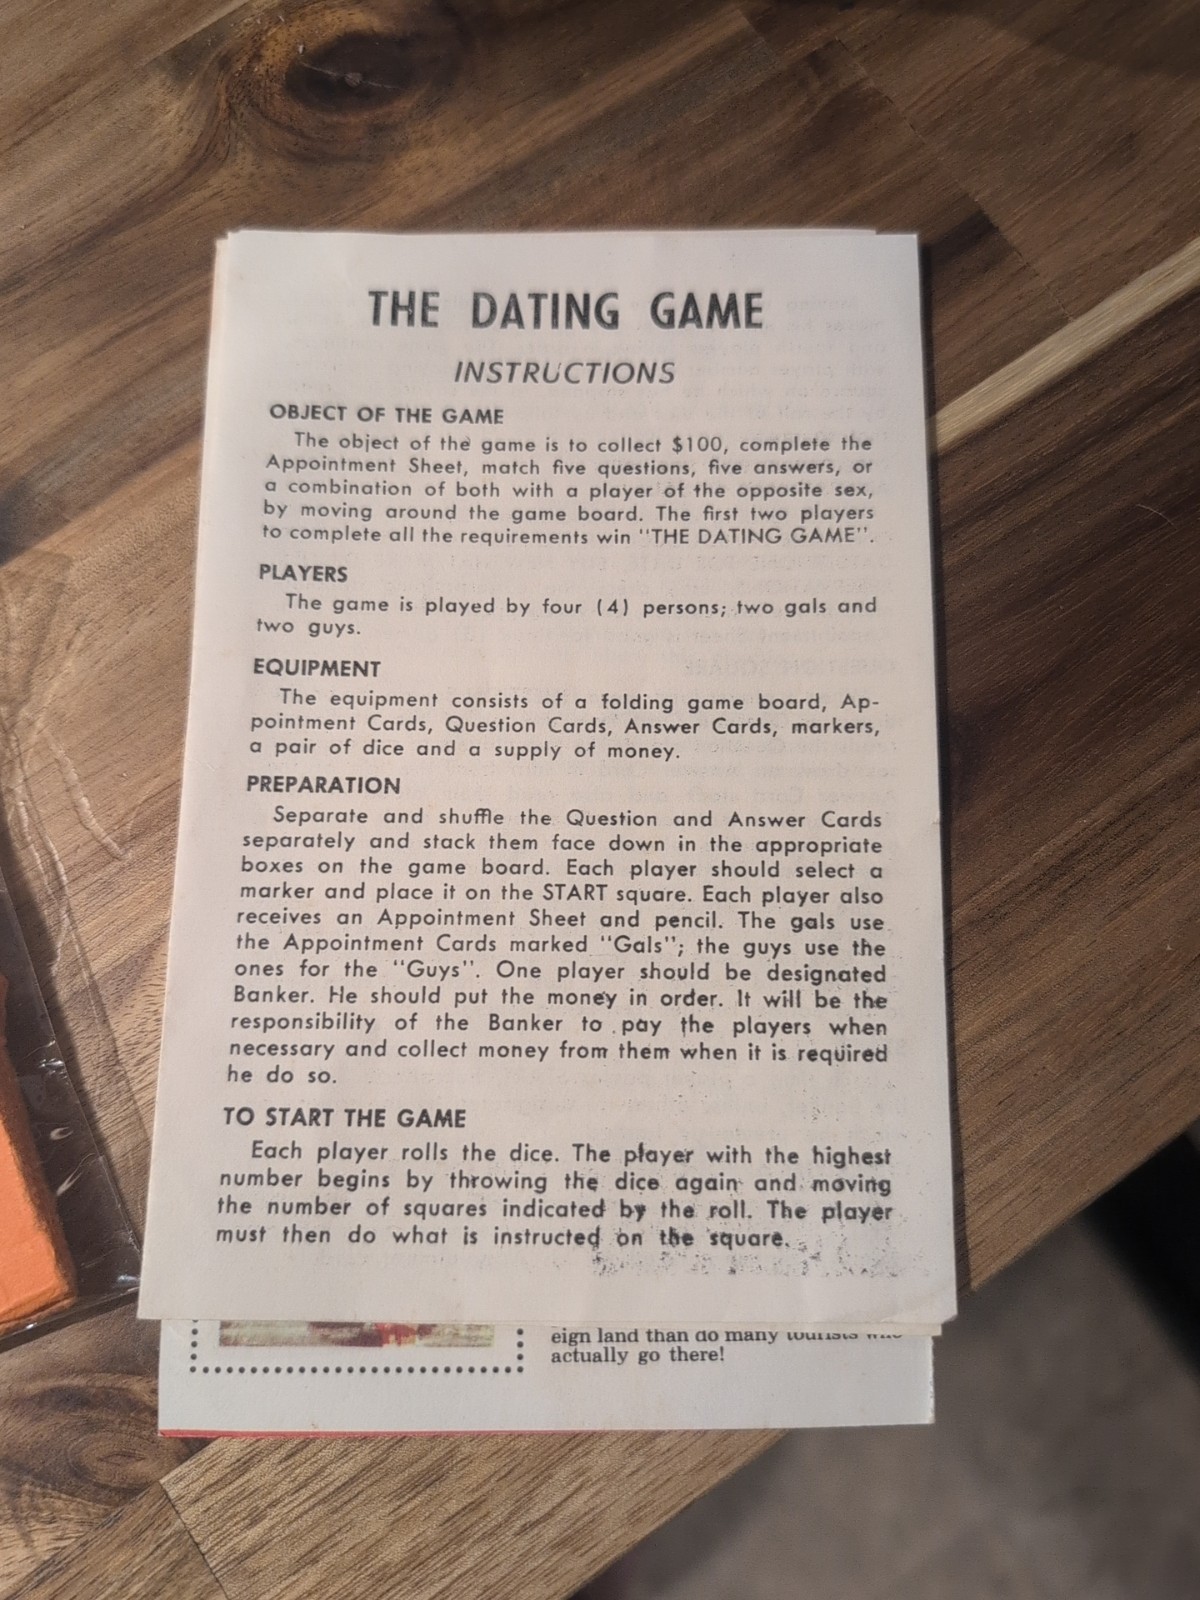 THE DATING GAME
INSTRUCTIONS
OBJECT OF THE GAME
The object of the game is to collect $100, complete the
Appointment Sheet, match five questions, five answers, or
a combination of both with a player of the opposite sex,
by moving around the game board. The first two players
to complete all the requirements win "THE DATING GAME".
PLAYERS
The game is played by four (4) persons; two gals and
two guys.
EQUIPMENT
The equipment consists of a folding game board, Ap-
pointment Cards, Question Cards, Answer Cards, markers,
a pair of dice and a supply of money.
PREPARATION
Separate and shuffle the Question and Answer Cards
separately and stack them face down in the appropriate
boxes on the game board. Each player should select a
marker and place it on the START square. Each player also
receives an Appointment Sheet and pencil. The gals use
the Appointment Cards marked "Gals"; the guys use the
ones for the "Guys". One player should be designated
Banker. He should put the money in order. It will be the
responsibility of the Banker to pay the players when
necessary and collect money from them when it is required
he do so.
TO START THE GAME
Each player rolls the dice. The player with the highest
number begins by throwing the dice again and moving
the number of squares indicated by the roll. The player
must then do what is instructed on the square.
eign land than do many tourists who
actually go there!